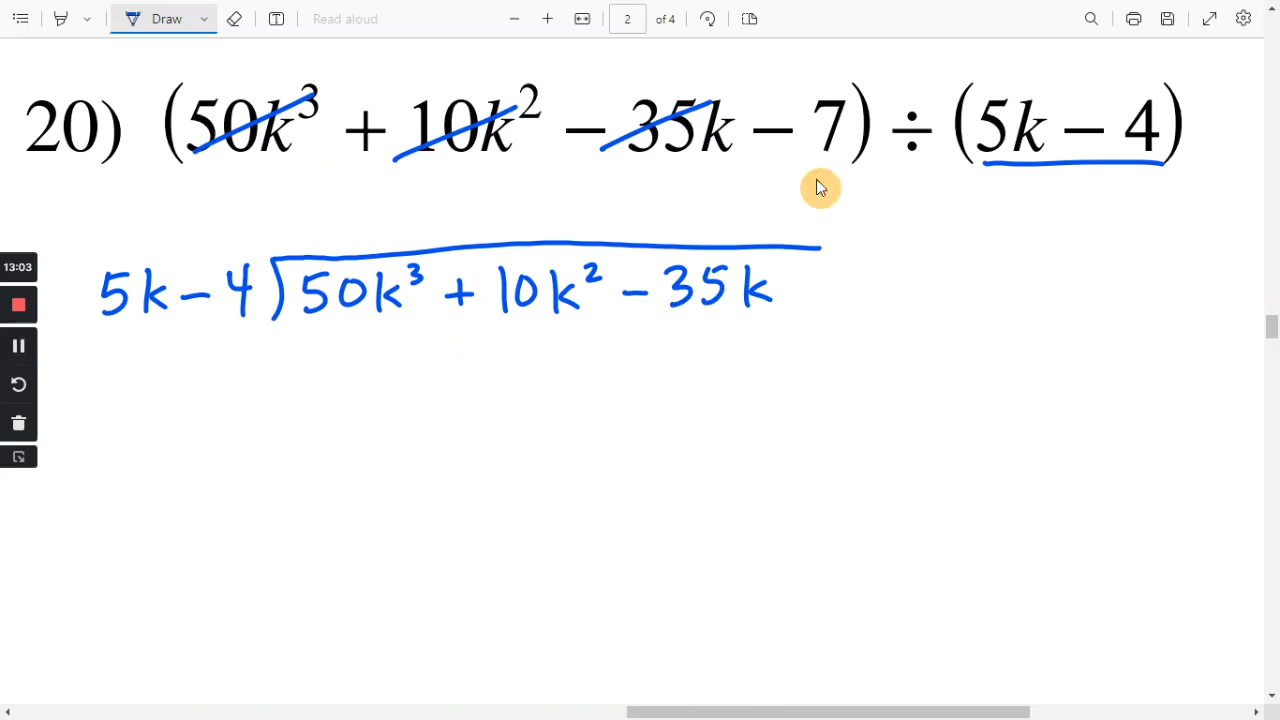 Draw Read aloud 2 of 4
20) (50k³ + 10k² − 35k − 7) ÷ (5k − 4)
13:03
5k − 4 ) 50k³ + 10k² − 35k